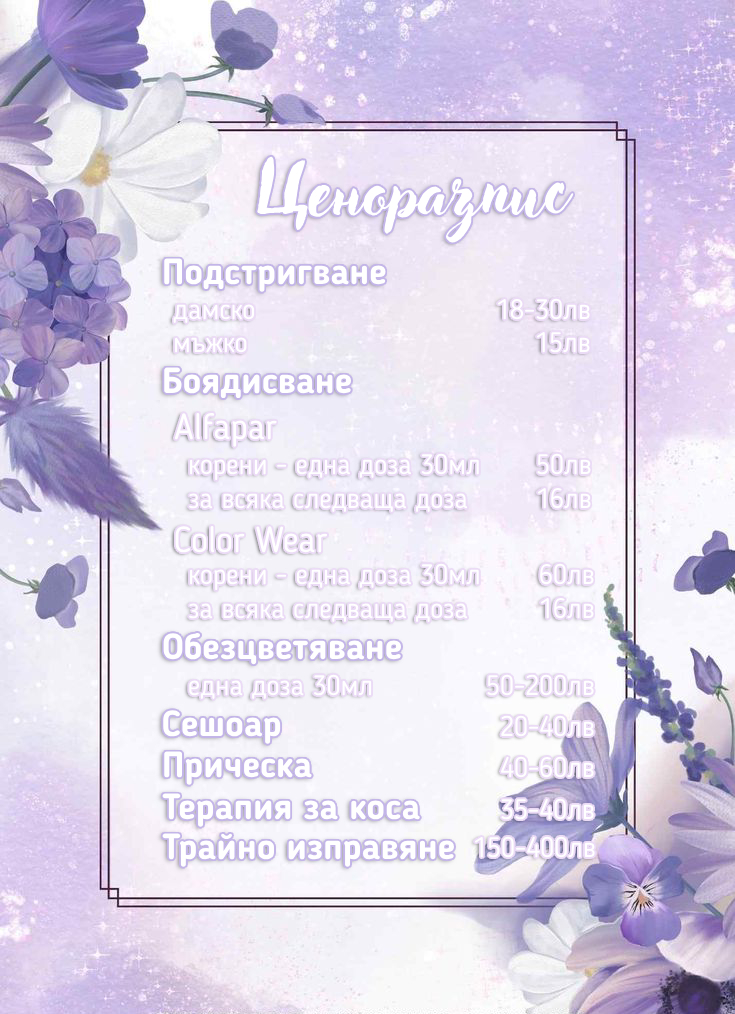 Ценоразпис
Подстригване
дамско 18-30лв
мъжко 15лв
Боядисване
Alfapar
корени - една доза 30мл 50лв
за всяка следваща доза 16лв
Color Wear
корени - една доза 30мл 60лв
за всяка следваща доза 16лв
Обезцветяване
една доза 30мл 50-200лв
Сешоар 20-40лв
Прическа 40-60лв
Терапия за коса 35-40лв
Трайно изправяне 150-400лв